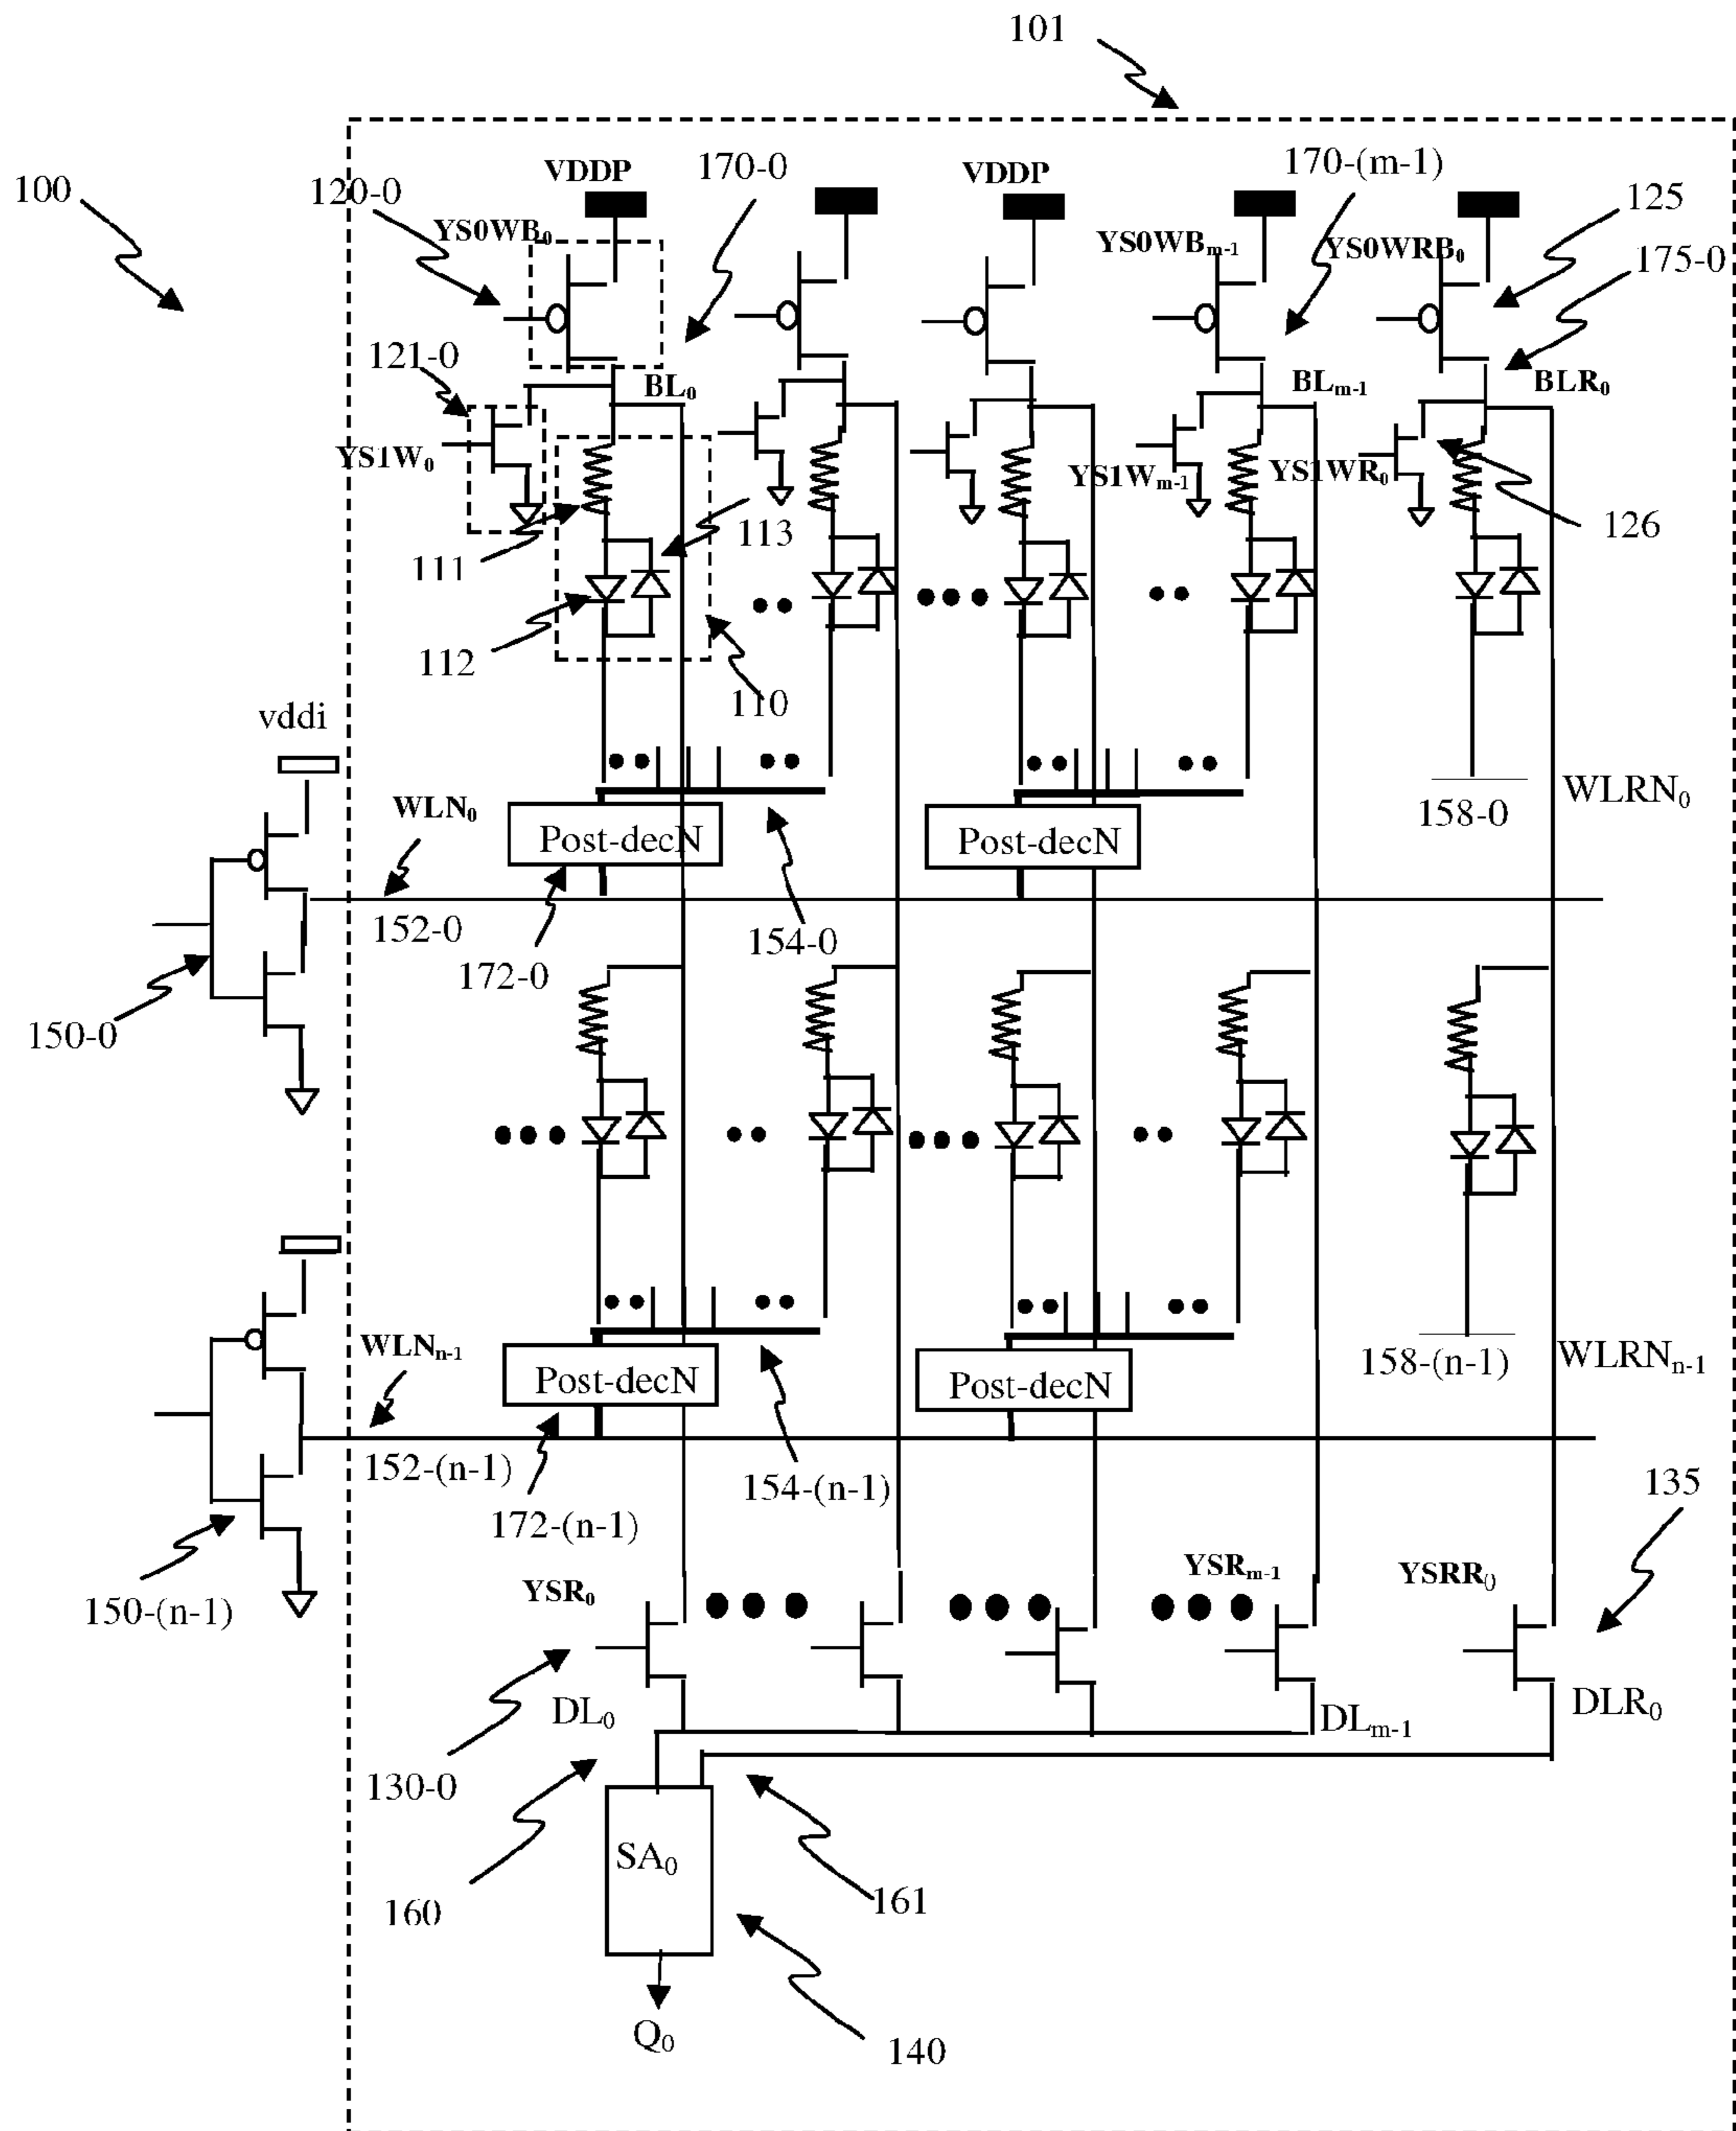 101
100
120-0
VDDP
170-0
VDDP
170-(m-1)
125
YS0WB₀
YS0WBₘ₋₁
YS0WRB₀
175-0
121-0
BL₀
BLₘ₋₁
BLR₀
YS1W₀
YS1Wₘ₋₁
YS1WR₀
111
113
126
112
110
vddi
WLN₀
Post-decN
Post-decN
158-0
WLRN₀
152-0
172-0
154-0
150-0
WLNₙ₋₁
Post-decN
Post-decN
158-(n-1)
WLRNₙ₋₁
152-(n-1)
172-(n-1)
154-(n-1)
135
150-(n-1)
YSR₀
YSRₘ₋₁
YSRR₀
DL₀
DLₘ₋₁
DLR₀
130-0
SA₀
160
161
Q₀
140